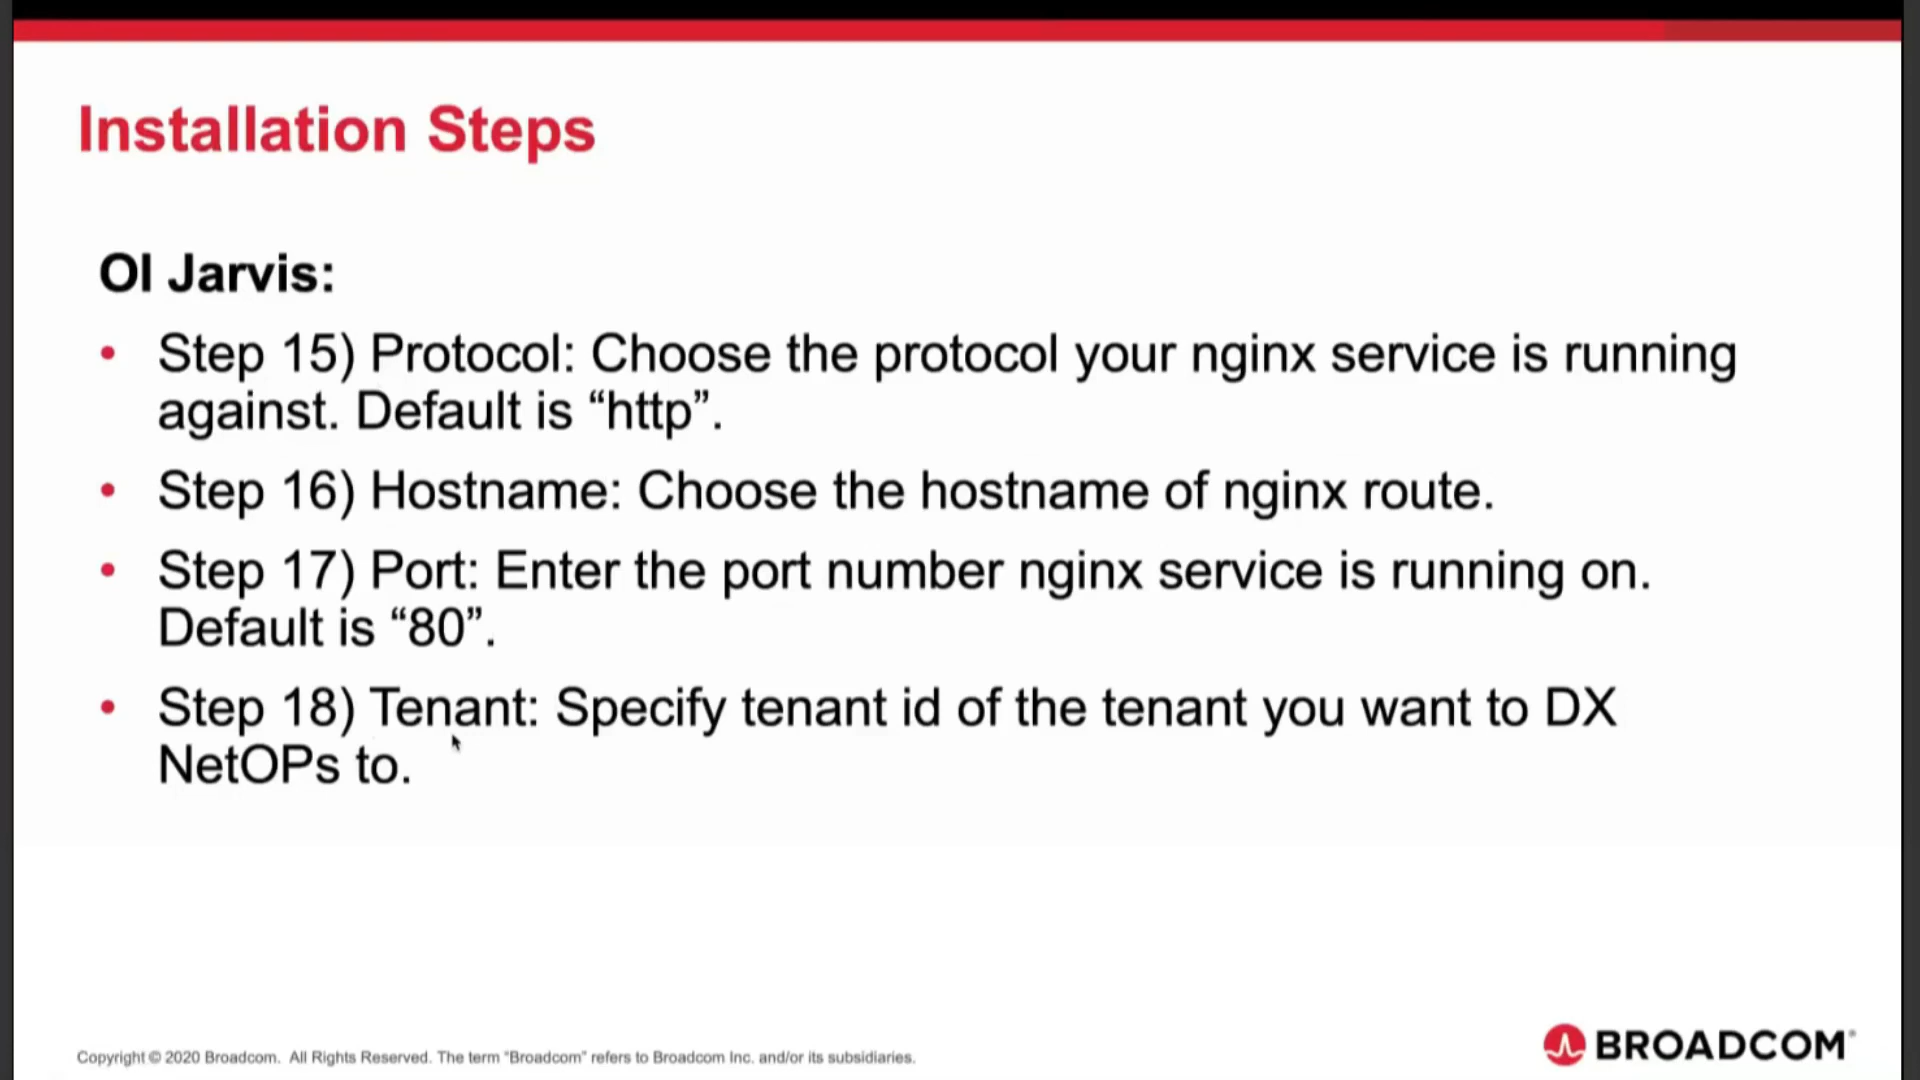 Installation Steps
OI Jarvis:
• Step 15) Protocol: Choose the protocol your nginx service is running
against. Default is “http”.
• Step 16) Hostname: Choose the hostname of nginx route.
• Step 17) Port: Enter the port number nginx service is running on.
Default is “80”.
• Step 18) Tenant: Specify tenant id of the tenant you want to DX
NetOPs to.
Copyright © 2020 Broadcom. All Rights Reserved. The term “Broadcom” refers to Broadcom Inc. and/or its subsidiaries.
BROADCOM®